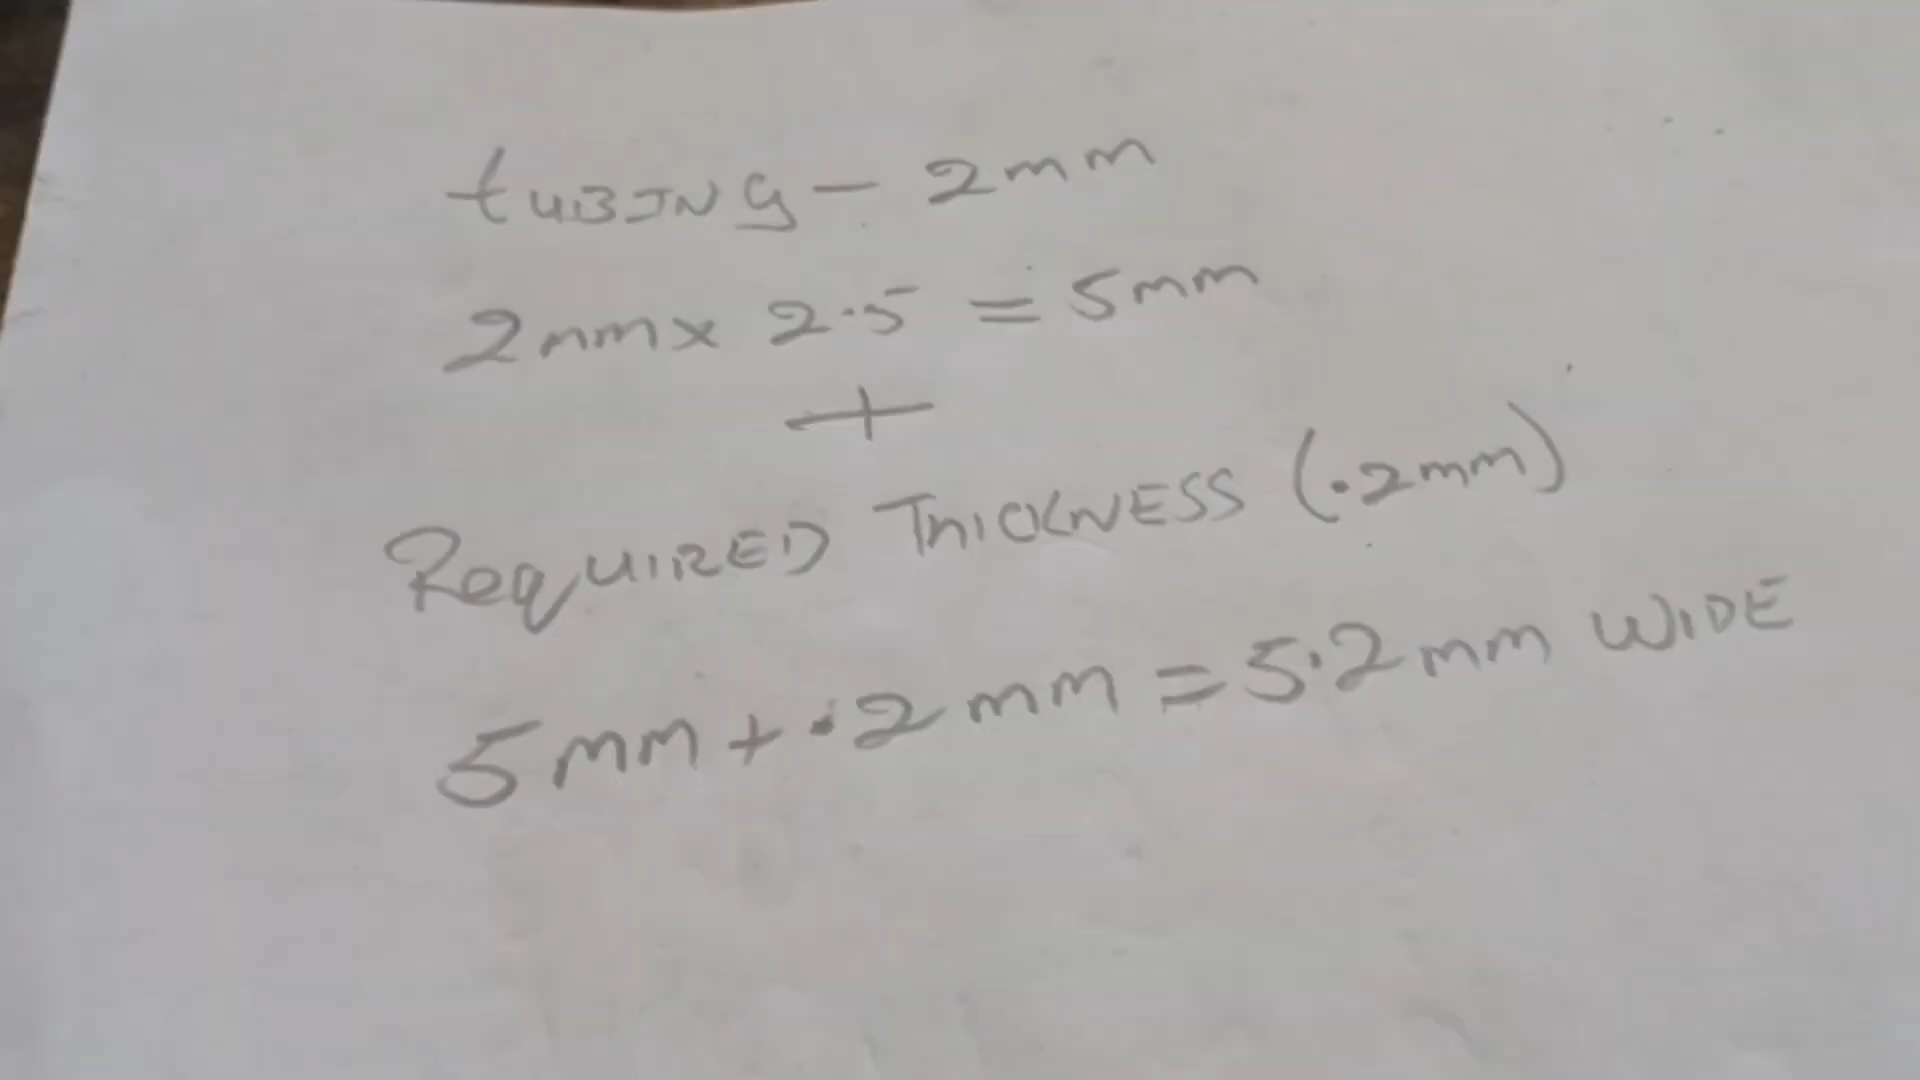 tuBING - 2mm
2mm x 2.5 = 5mm
+
ReqUIRED THICKNESS (.2mm)
5mm + .2mm = 5.2mm WIDE